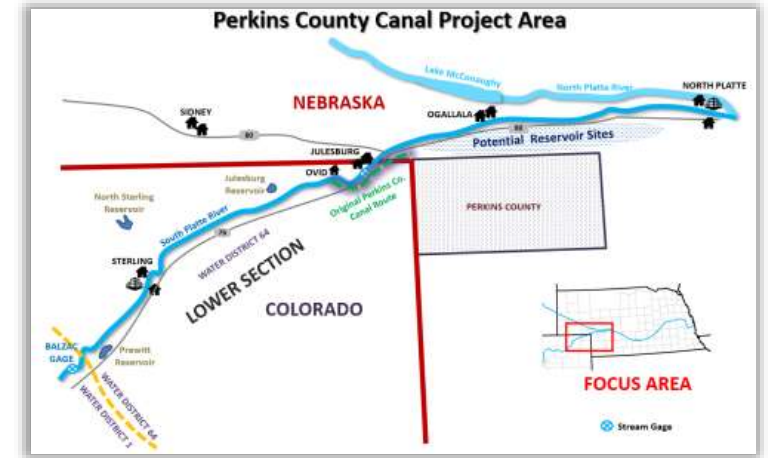 Perkins County Canal Project Area
Lake McConaughy
North Platte River
NORTH PLATTE
NEBRASKA
SIDNEY
OGALLALA
80
80
Potential Reservoir Sites
JULESBURG
OVID
Julesburg
Reservoir
Original Perkins Co.
Canal Route
PERKINS COUNTY
North Sterling
Reservoir
South Platte River
76
WATER DISTRICT 64
LOWER SECTION
STERLING
COLORADO
BALZAC
GAGE
Prewitt
Reservoir
WATER DISTRICT 64
WATER DISTRICT 1
FOCUS AREA
Stream Gage